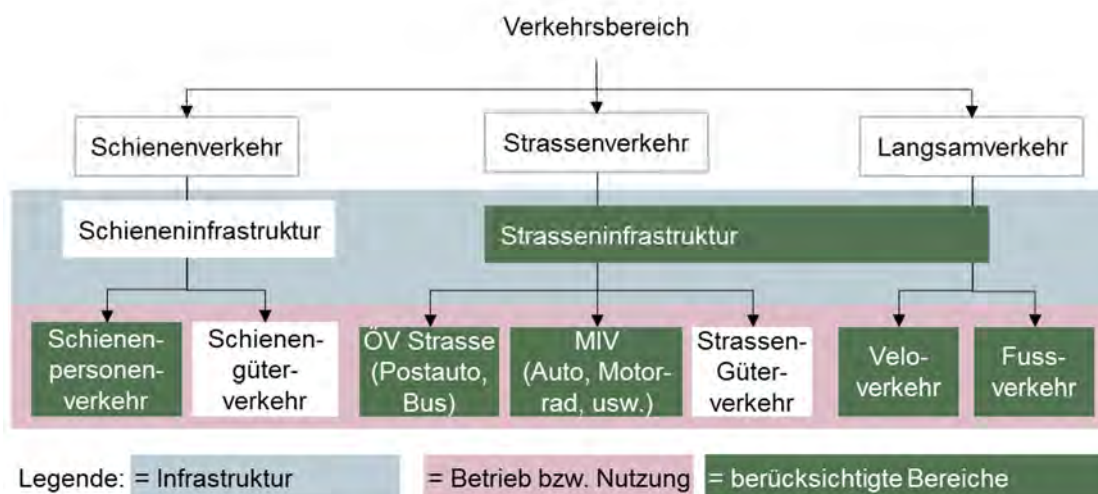 Verkehrsbereich
Schienenverkehr
Strassenverkehr
Langsamverkehr
Schieneninfrastruktur
Strasseninfrastruktur
Schienen-
personen-
verkehr
Schienen-
güter-
verkehr
ÖV Strasse
(Postauto,
Bus)
MIV
(Auto, Motor-
rad, usw.)
Strassen-
Güter-
verkehr
Velo-
verkehr
Fuss-
verkehr
Legende: = Infrastruktur = Betrieb bzw. Nutzung = berücksichtigte Bereiche